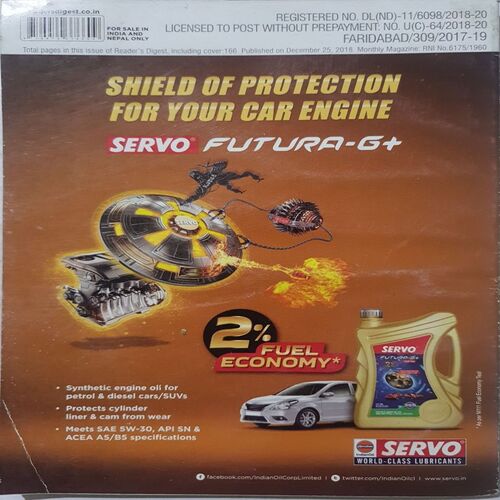 dersdigest.co.in
FOR SALE IN
INDIA AND
NEPAL ONLY
REGISTERED NO. DL(ND)-11/6098/2018-20
LICENSED TO POST WITHOUT PREPAYMENT: NO. U(C)-64/2018-20
FARIDABAD/309/2017-19
Total pages in this issue of Reader's Digest, including cover:166. Published on December 25, 2018. Monthly Magazine: RNI No.6175/1960
SHIELD OF PROTECTION
FOR YOUR CAR ENGINE
SERVO FUTURA-G+
SERVO
2% FUEL
ECONOMY*
• Synthetic engine oil for
petrol & diesel cars/SUVs
• Protects cylinder
liner & cam from wear
• Meets SAE 5W-30, API SN &
ACEA A5/B5 specifications
SERVO
FUTURA-G+
SERVO
WORLD-CLASS LUBRICANTS
facebook.com/IndianOilCorpLimited | twitter.com/IndianOilcl | www.servo.in